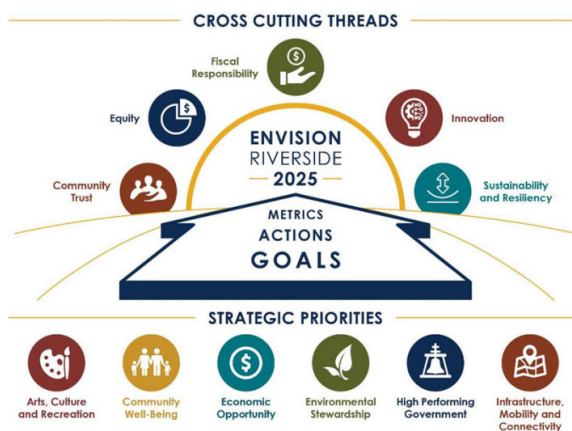 CROSS CUTTING THREADS
Fiscal
Responsibility
$
Equity
$
Innovation
Community
Trust
Sustainability
and Resiliency
ENVISION
RIVERSIDE
2025
METRICS
ACTIONS
GOALS
STRATEGIC PRIORITIES
$
Arts, Culture
and Recreation
Community
Well-Being
Economic
Opportunity
Environmental
Stewardship
High Performing
Government
Infrastructure,
Mobility and
Connectivity